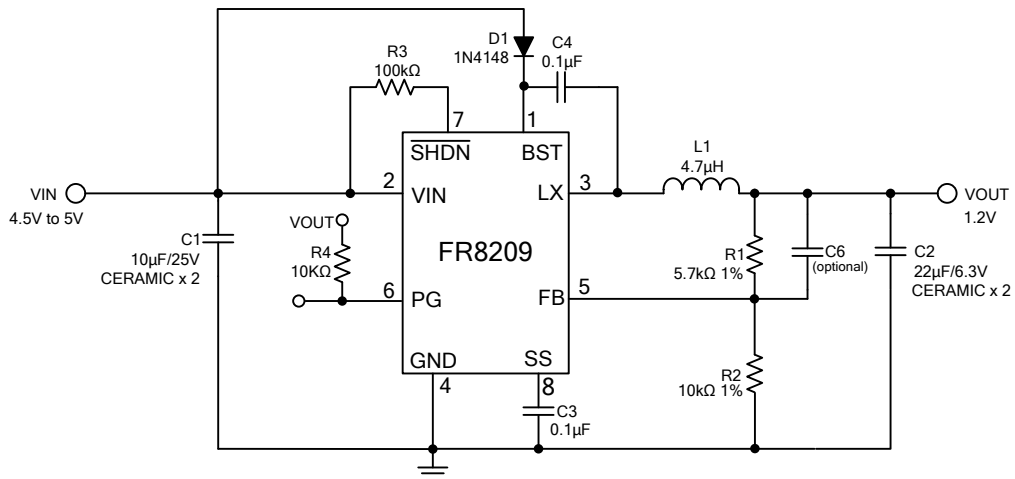 D1
1N4148
C4
0.1µF
R3
100kΩ
7
1
SHDN
BST
L1
4.7µH
VIN
4.5V to 5V
2
VIN
LX
3
VOUT
1.2V
VOUT
R4
10KΩ
FR8209
C1
10µF/25V
CERAMIC x 2
R1
5.7kΩ 1%
C6
(optional)
C2
22µF/6.3V
CERAMIC x 2
6
PG
FB
5
GND
SS
4
8
R2
10kΩ 1%
C3
0.1µF